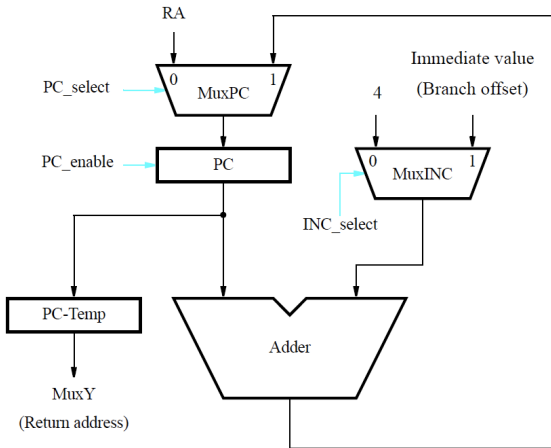 RA
0 1
MuxPC
PC_select
Immediate value
(Branch offset)
4
PC_enable
PC
0 1
MuxINC
INC_select
PC-Temp
Adder
MuxY
(Return address)